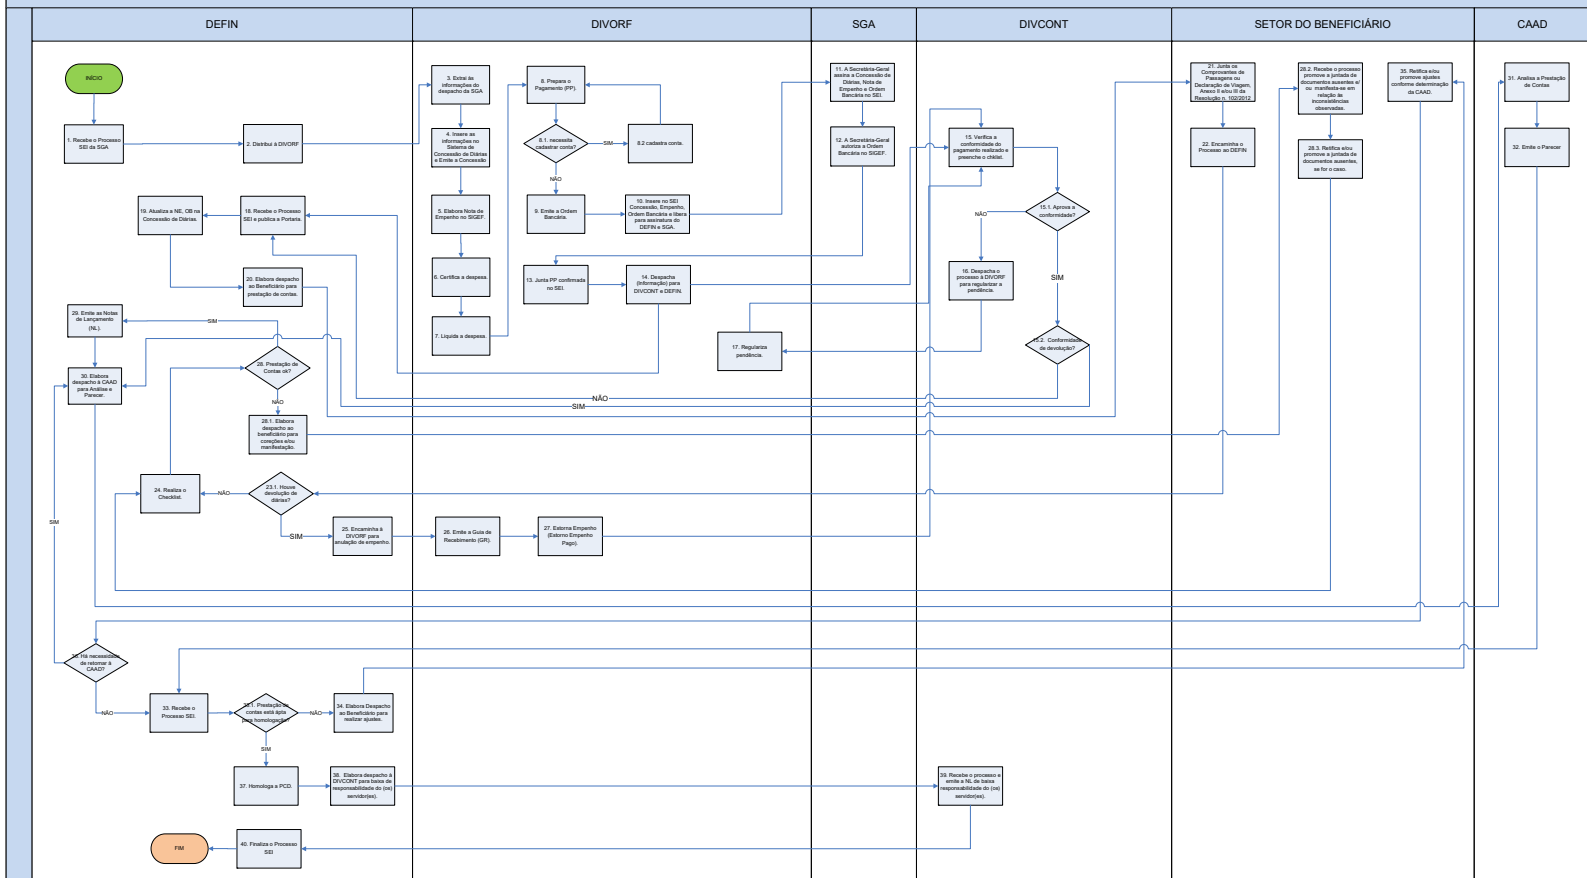 DEFIN
DIVORF
SGA
DIVCONT
SETOR DO BENEFICIÁRIO
CAAD
INÍCIO
1. Recebe o Processo
SEI da SGA
2. Distribui à DIVORF
3. Extrai às
informações do
despacho da SGA
4. Insere as
informações no
Sistema de
Concessão de Diárias
e Emite a Concessão
5. Elabora Nota de
Empenho no SIGEF.
6. Certifica a despesa.
7. Liquida a despesa.
8. Prepara o
Pagamento (PP).
8.1. necessita
cadastrar conta?
SIM
8.2 cadastra conta.
NÃO
9. Emite a Ordem
Bancária.
10. Insere no SEI
Concessão, Empenho,
Ordem Bancária e libera
para assinatura do
DEFIN e SGA.
11. A Secretária-Geral
assina a Concessão de
Diárias, Nota de
Empenho e Ordem
Bancária no SEI.
12. A Secretária-Geral
autoriza a Ordem
Bancária no SIGEF.
13. Junta PP confirmada
no SEI.
14. Despacha
(Informação) para
DIVCONT e DEFIN.
15. Verifica a
conformidade do
pagamento realizado e
preenche o chklist.
15.1. Aprova a
conformidade?
NÃO
SIM
16. Despacha o
processo à DIVORF
para regularizar a
pendência.
17. Regulariza
pendência.
15.2. Conformidade
de devolução?
NÃO
SIM
18. Recebe o Processo
SEI e publica a Portaria.
19. Atualiza a NE, OB na
Concessão de Diárias.
20. Elabora despacho
ao Beneficiário para
prestação de contas.
21. Junta os
Comprovantes de
Passagens ou
Declaração de Viagem,
Anexo II e/ou III da
Resolução n. 102/2012
22. Encaminha o
Processo ao DEFIN
28.2. Recebe o processo
promove a juntada de
documentos ausentes e/
ou manifesta-se em
relação às
inconsistências
observadas.
28.3. Retifica e/ou
promove a juntada de
documentos ausentes,
se for o caso.
35. Retifica e/ou
promove ajustes
conforme determinação
da CAAD.
31. Analisa a Prestação
de Contas
32. Emite o Parecer
29. Emite as Notas
de Lançamento
(NL).
SIM
28. Prestação de
Contas ok?
NÃO
30. Elabora
despacho à CAAD
para Análise e
Parecer.
28.1. Elabora
despacho ao
beneficiário para
coreções e/ou
manifestação.
24. Realiza o
Checklist.
NÃO
23.1. Houve
devolução de
diárias?
SIM
25. Encaminha à
DIVORF para
anulação de empenho.
26. Emite a Guia de
Recebimento (GR).
27. Estorna Empenho
(Estorno Empenho
Pago).
SIM
36. Há necessidade
de retornar à
CAAD?
NÃO
33. Recebe o
Processo SEI.
33.1. Prestação de
contas está ápta
para homologação?
NÃO
34. Elabora Despacho
ao Beneficiário para
realizar ajustes.
SIM
37. Homologa a PCD.
38. Elabora despacho à
DIVCONT para baixa de
responsabilidade do (os)
servidor(es).
39. Recebe o processo e
emite a NL de baixa
responsabilidade do (os)
servidor(es).
40. Finaliza o Processo
SEI
FIM